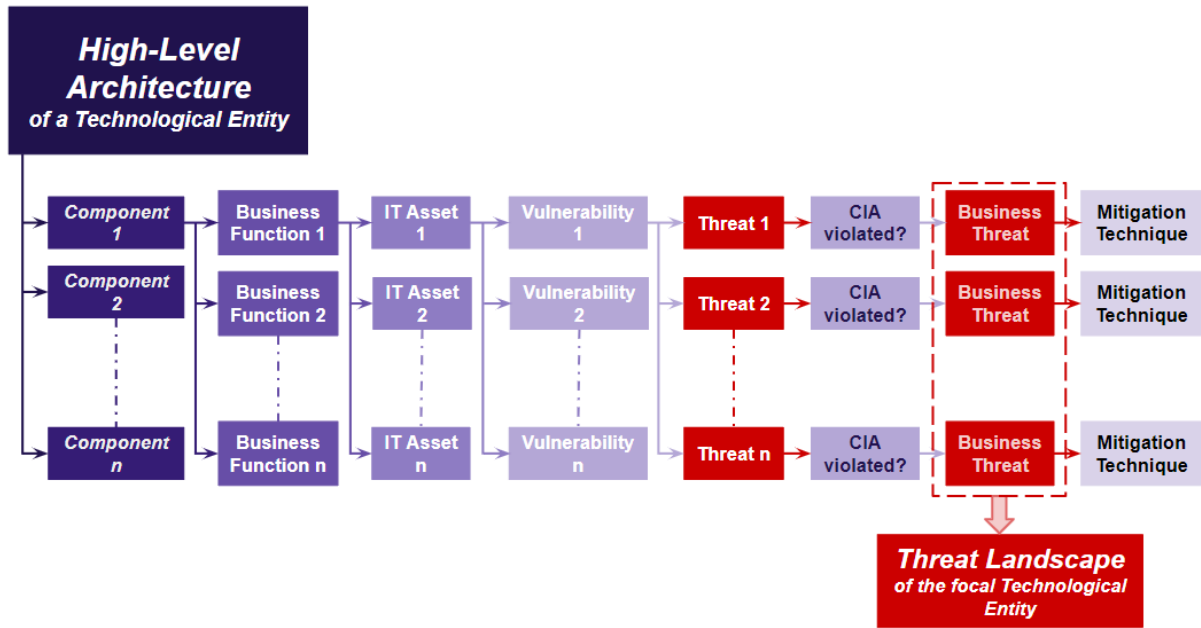 High-Level
Architecture
of a Technological Entity
Component
1
Business
Function 1
IT Asset
1
Vulnerability
1
Threat 1
CIA
violated?
Business
Threat
Mitigation
Technique
Component
2
Business
Function 2
IT Asset
2
Vulnerability
2
Threat 2
CIA
violated?
Business
Threat
Mitigation
Technique
Component
n
Business
Function n
IT Asset
n
Vulnerability
n
Threat n
CIA
violated?
Business
Threat
Mitigation
Technique
Threat Landscape
of the focal Technological
Entity